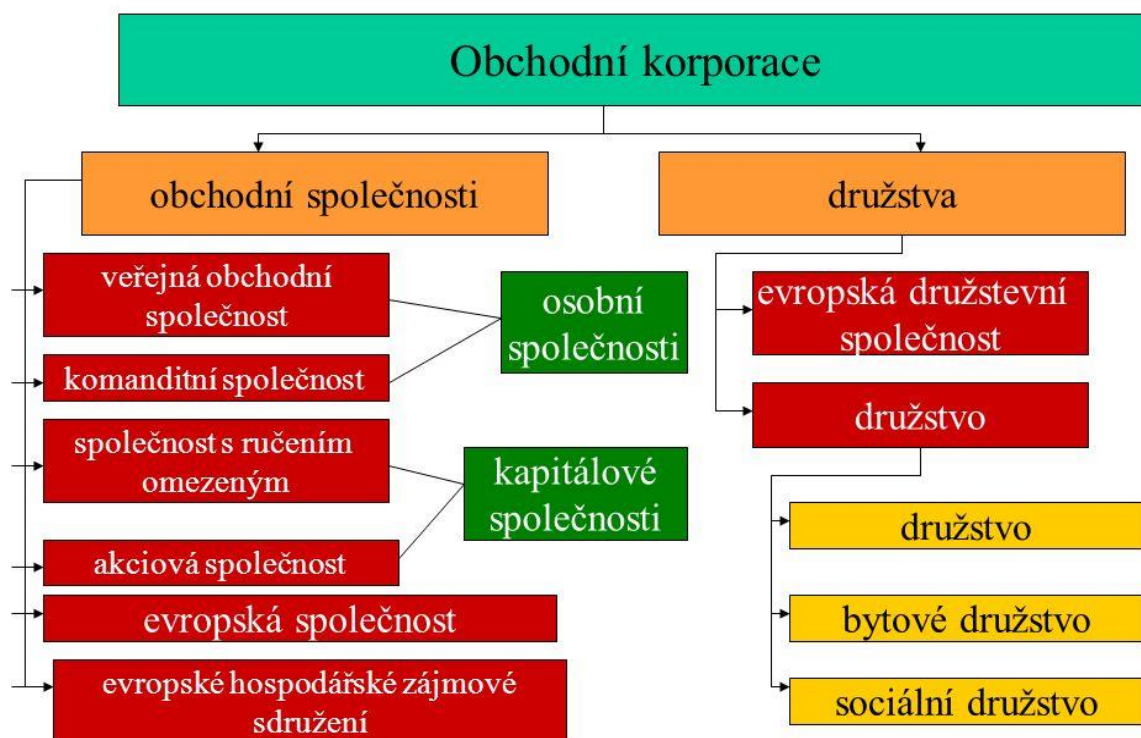 Obchodní korporace
obchodní společnosti
družstva
veřejná obchodní
společnost
komanditní společnost
společnost s ručením
omezeným
akciová společnost
evropská společnost
evropské hospodářské zájmové
sdružení
osobní
společnosti
kapitálové
společnosti
evropská družstevní
společnost
družstvo
družstvo
bytové družstvo
sociální družstvo